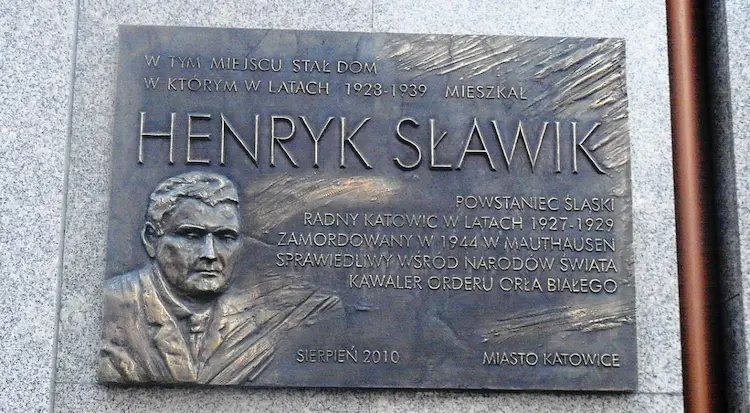 W TYM MIEJSCU STAŁ DOM
W KTÓRYM W LATACH 1928-1939 MIESZKAŁ
HENRYK SŁAWIK
POWSTANIEC ŚLĄSKI
RADNY KATOWIC W LATACH 1927-1929
ZAMORDOWANY W 1944 W MAUTHAUSEN
SPRAWIEDLIWY WŚRÓD NARODÓW ŚWIATA
KAWALER ORDERU ORŁA BIAŁEGO
SIERPIEŃ 2010 MIASTO KATOWICE